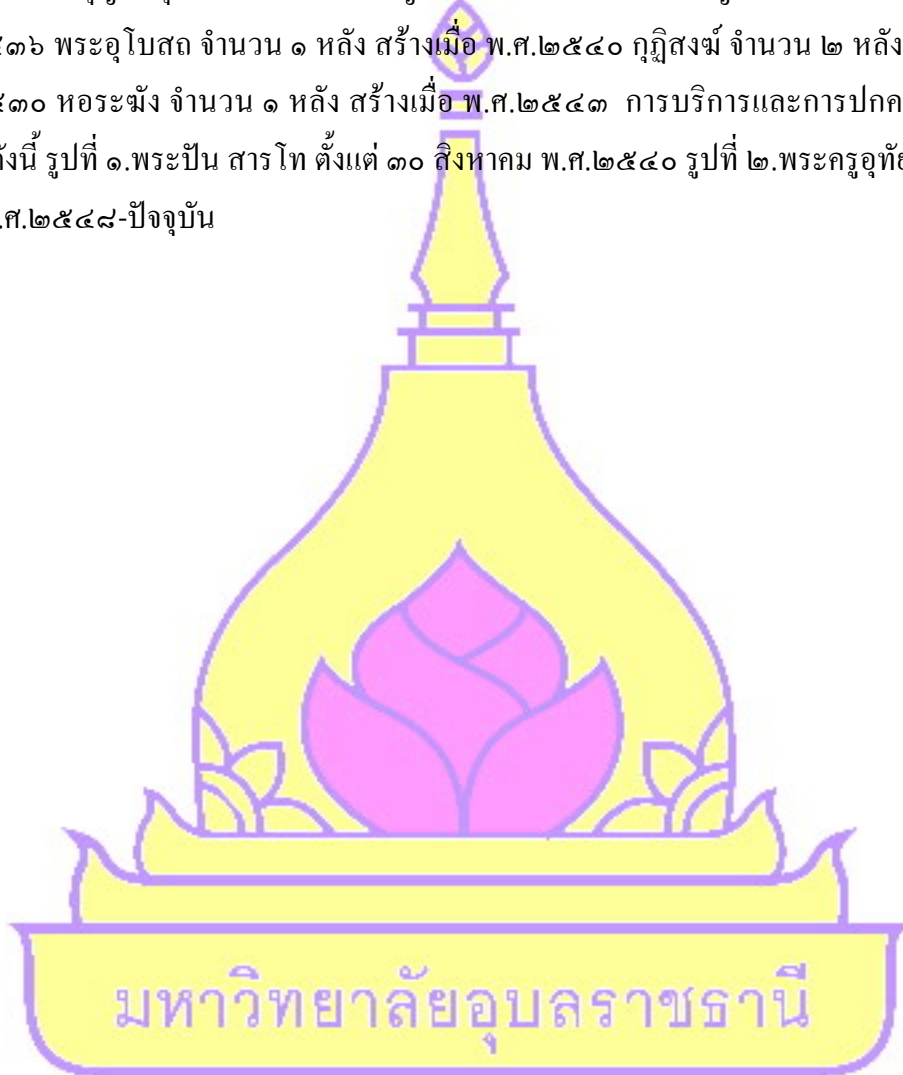 ๕๓๖ พระอุโบสถ จำนวน ๑ หลัง สร้างเมื่อ พ.ศ.๒๕๔๐ กุฏิสงฆ์ จำนวน ๒ หลัง
๕๓๐ หอระฆัง จำนวน ๑ หลัง สร้างเมื่อ พ.ศ.๒๕๔๓ การบริการและการปกค
ดังนี้ รูปที่ ๑.พระปัน สารโท ตั้งแต่ ๓๐ สิงหาคม พ.ศ.๒๕๔๐ รูปที่ ๒.พระครูอุทัย
.ศ.๒๕๔๘-ปัจจุบัน
มหาวิทยาลัยอุบลราชธานี